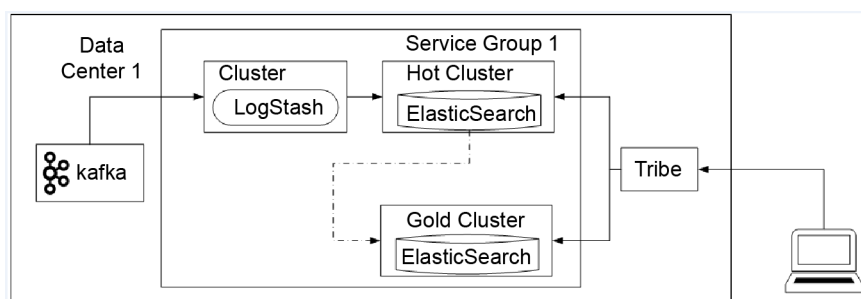 Data
Center 1
Service Group 1
Cluster
LogStash
Hot Cluster
ElasticSearch
kafka
Tribe
Gold Cluster
ElasticSearch